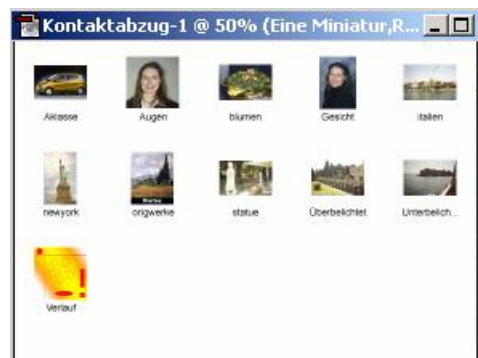 Kontaktabzug-1 @ 50% (Eine Miniatur,R...
Aklasse
Augen
blumen
Gesicht
italien
newyork
origwerke
statue
Überbelichtet
Unterbelich...
Verlauf